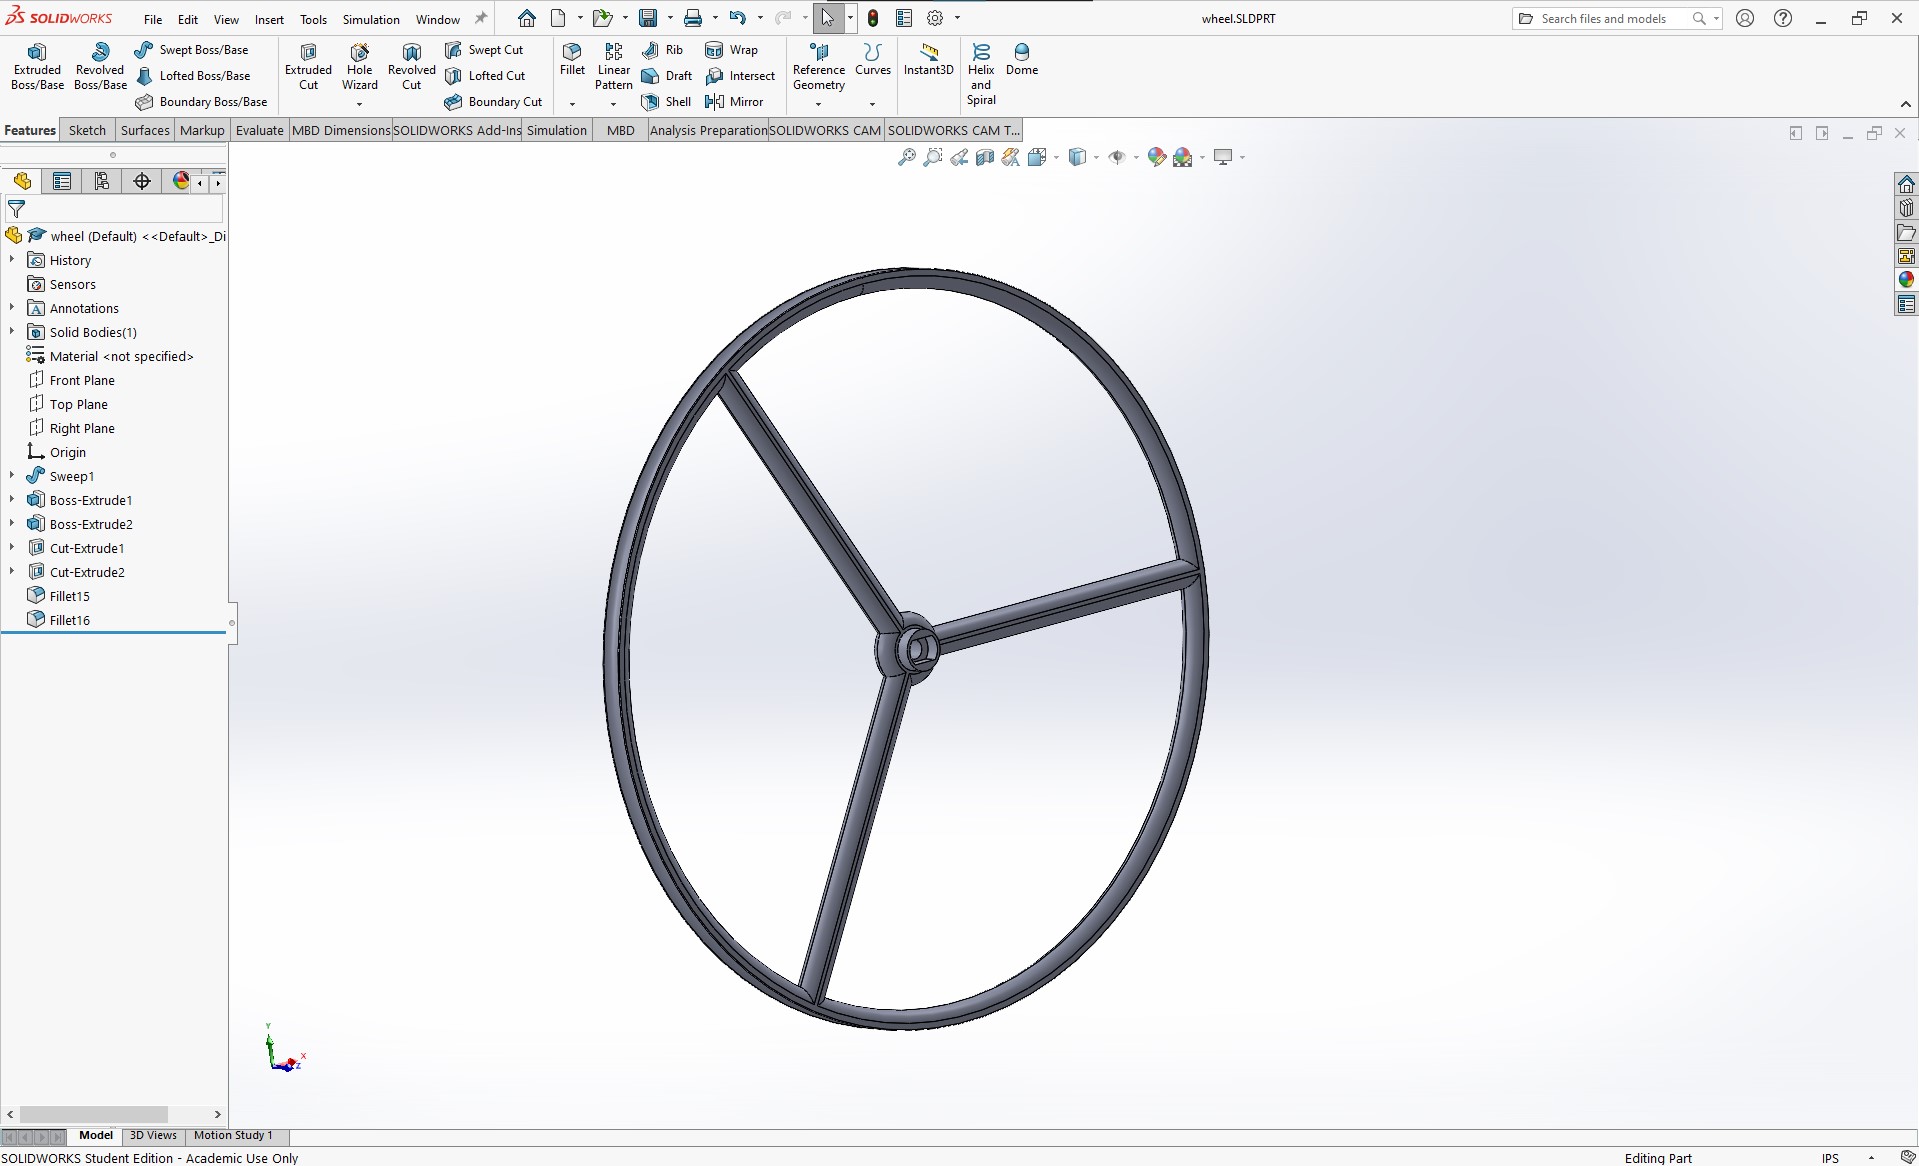 SOLIDWORKS File Edit View Insert Tools Simulation Window wheel.SLDPRT Search files and models
Extruded Boss/Base
Revolved Boss/Base
Swept Boss/Base
Lofted Boss/Base
Boundary Boss/Base
Extruded Cut
Hole Wizard
Revolved Cut
Swept Cut
Lofted Cut
Boundary Cut
Fillet
Linear Pattern
Rib
Draft
Shell
Wrap
Intersect
Mirror
Reference Geometry
Curves
Instant3D
Helix and Spiral
Dome
Features Sketch Surfaces Markup Evaluate MBD Dimensions SOLIDWORKS Add-Ins Simulation MBD Analysis Preparation SOLIDWORKS CAM SOLIDWORKS CAM T...
wheel (Default) <<Default>_Di
History
Sensors
Annotations
Solid Bodies(1)
Material <not specified>
Front Plane
Top Plane
Right Plane
Origin
Sweep1
Boss-Extrude1
Boss-Extrude2
Cut-Extrude1
Cut-Extrude2
Fillet15
Fillet16
Y
X
Z
Model 3D Views Motion Study 1
SOLIDWORKS Student Edition - Academic Use Only Editing Part IPS